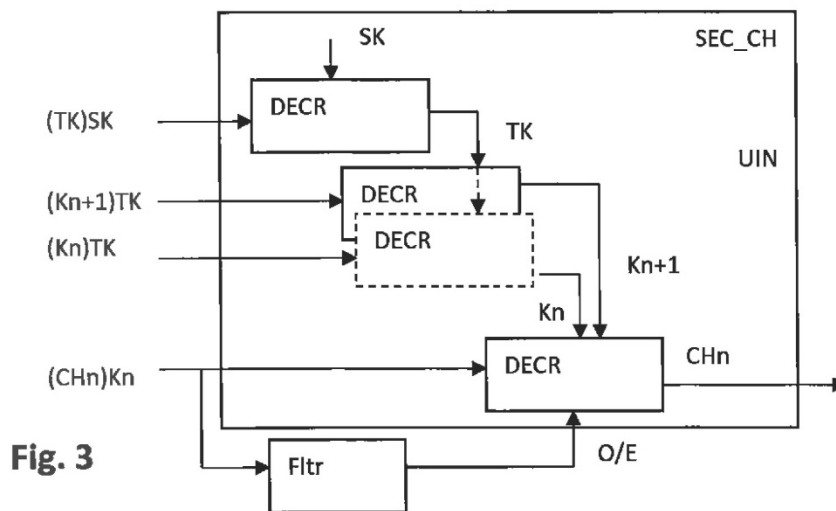 SK
SEC_CH
DECR
(TK)SK
TK
UIN
(Kn+1)TK
DECR
(Kn)TK
DECR
Kn+1
Kn
CHn
(CHn)Kn
DECR
Fig. 3
Fltr
O/E